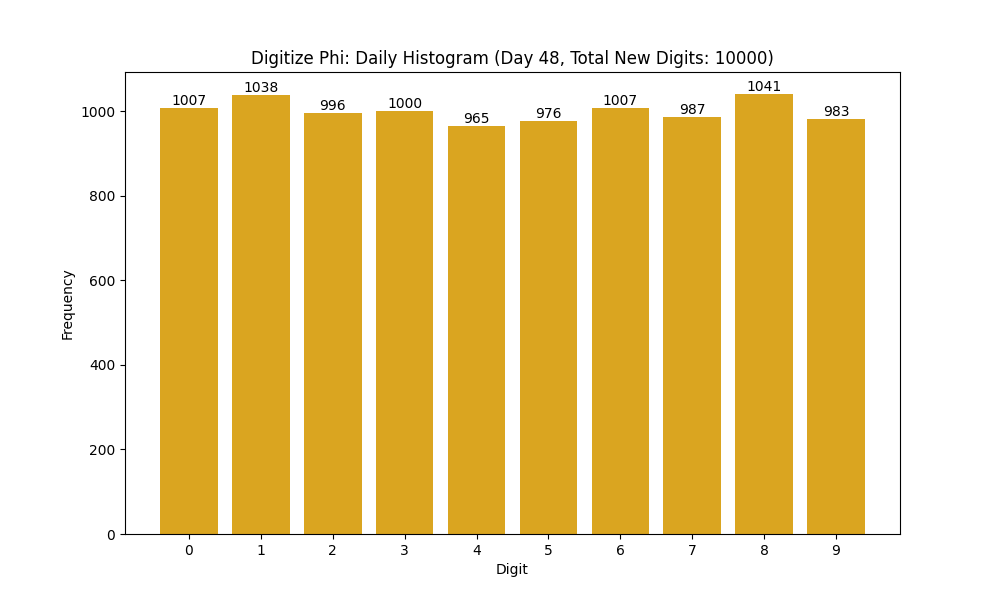 Digitize Phi: Daily Histogram (Day 48, Total New Digits: 10000)
1007 1038 996 1000 965 976 1007 987 1041 983
1000
800
600
400
200
0
Frequency
0 1 2 3 4 5 6 7 8 9
Digit